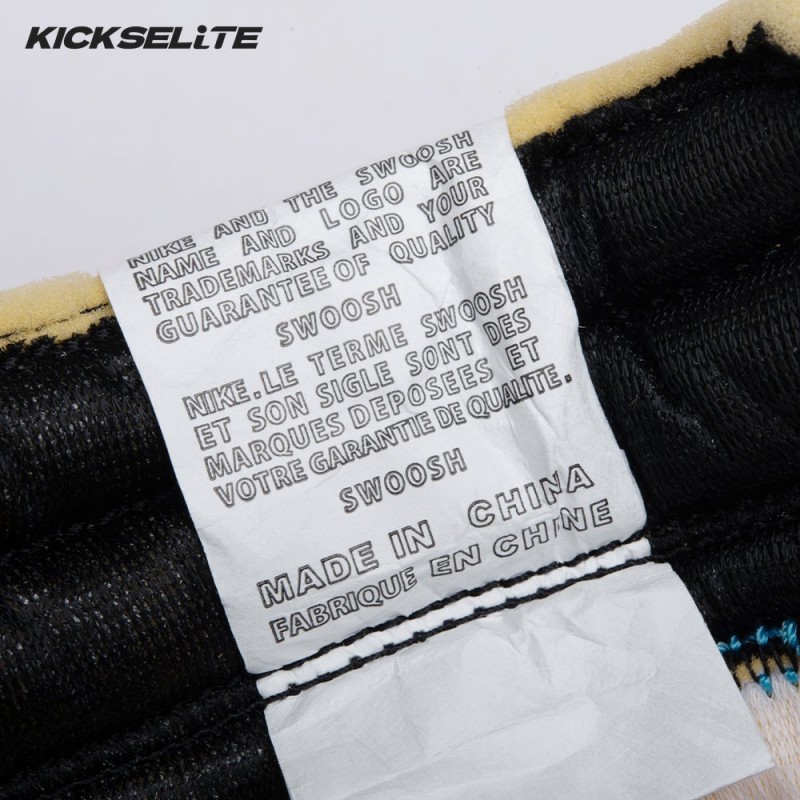 KICKSELITE
NIKE AND THE SWOOSH
NAME AND LOGO ARE
TRADEMARKS AND YOUR
GUARANTEE OF QUALITY
SWOOSH
NIKE.LE TERME SWOOSH
ET SON SIGLE SONT DES
MARQUES DEPOSEES ET
VOTRE GARANTIE DE QUALITE.
SWOOSH
MADE IN CHINA
FABRIQUE EN CHINE